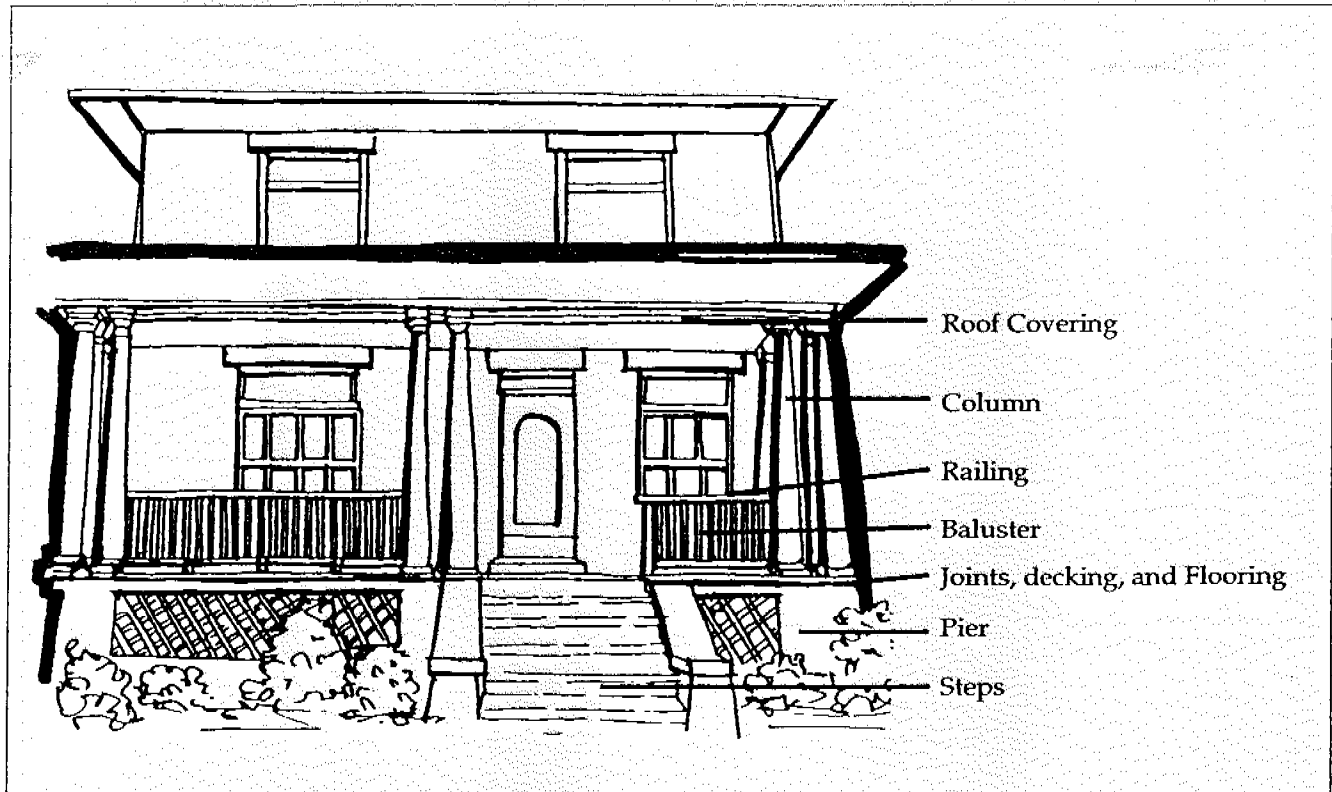 Roof Covering
Column
Railing
Baluster
Joints, decking, and Flooring
Pier
Steps